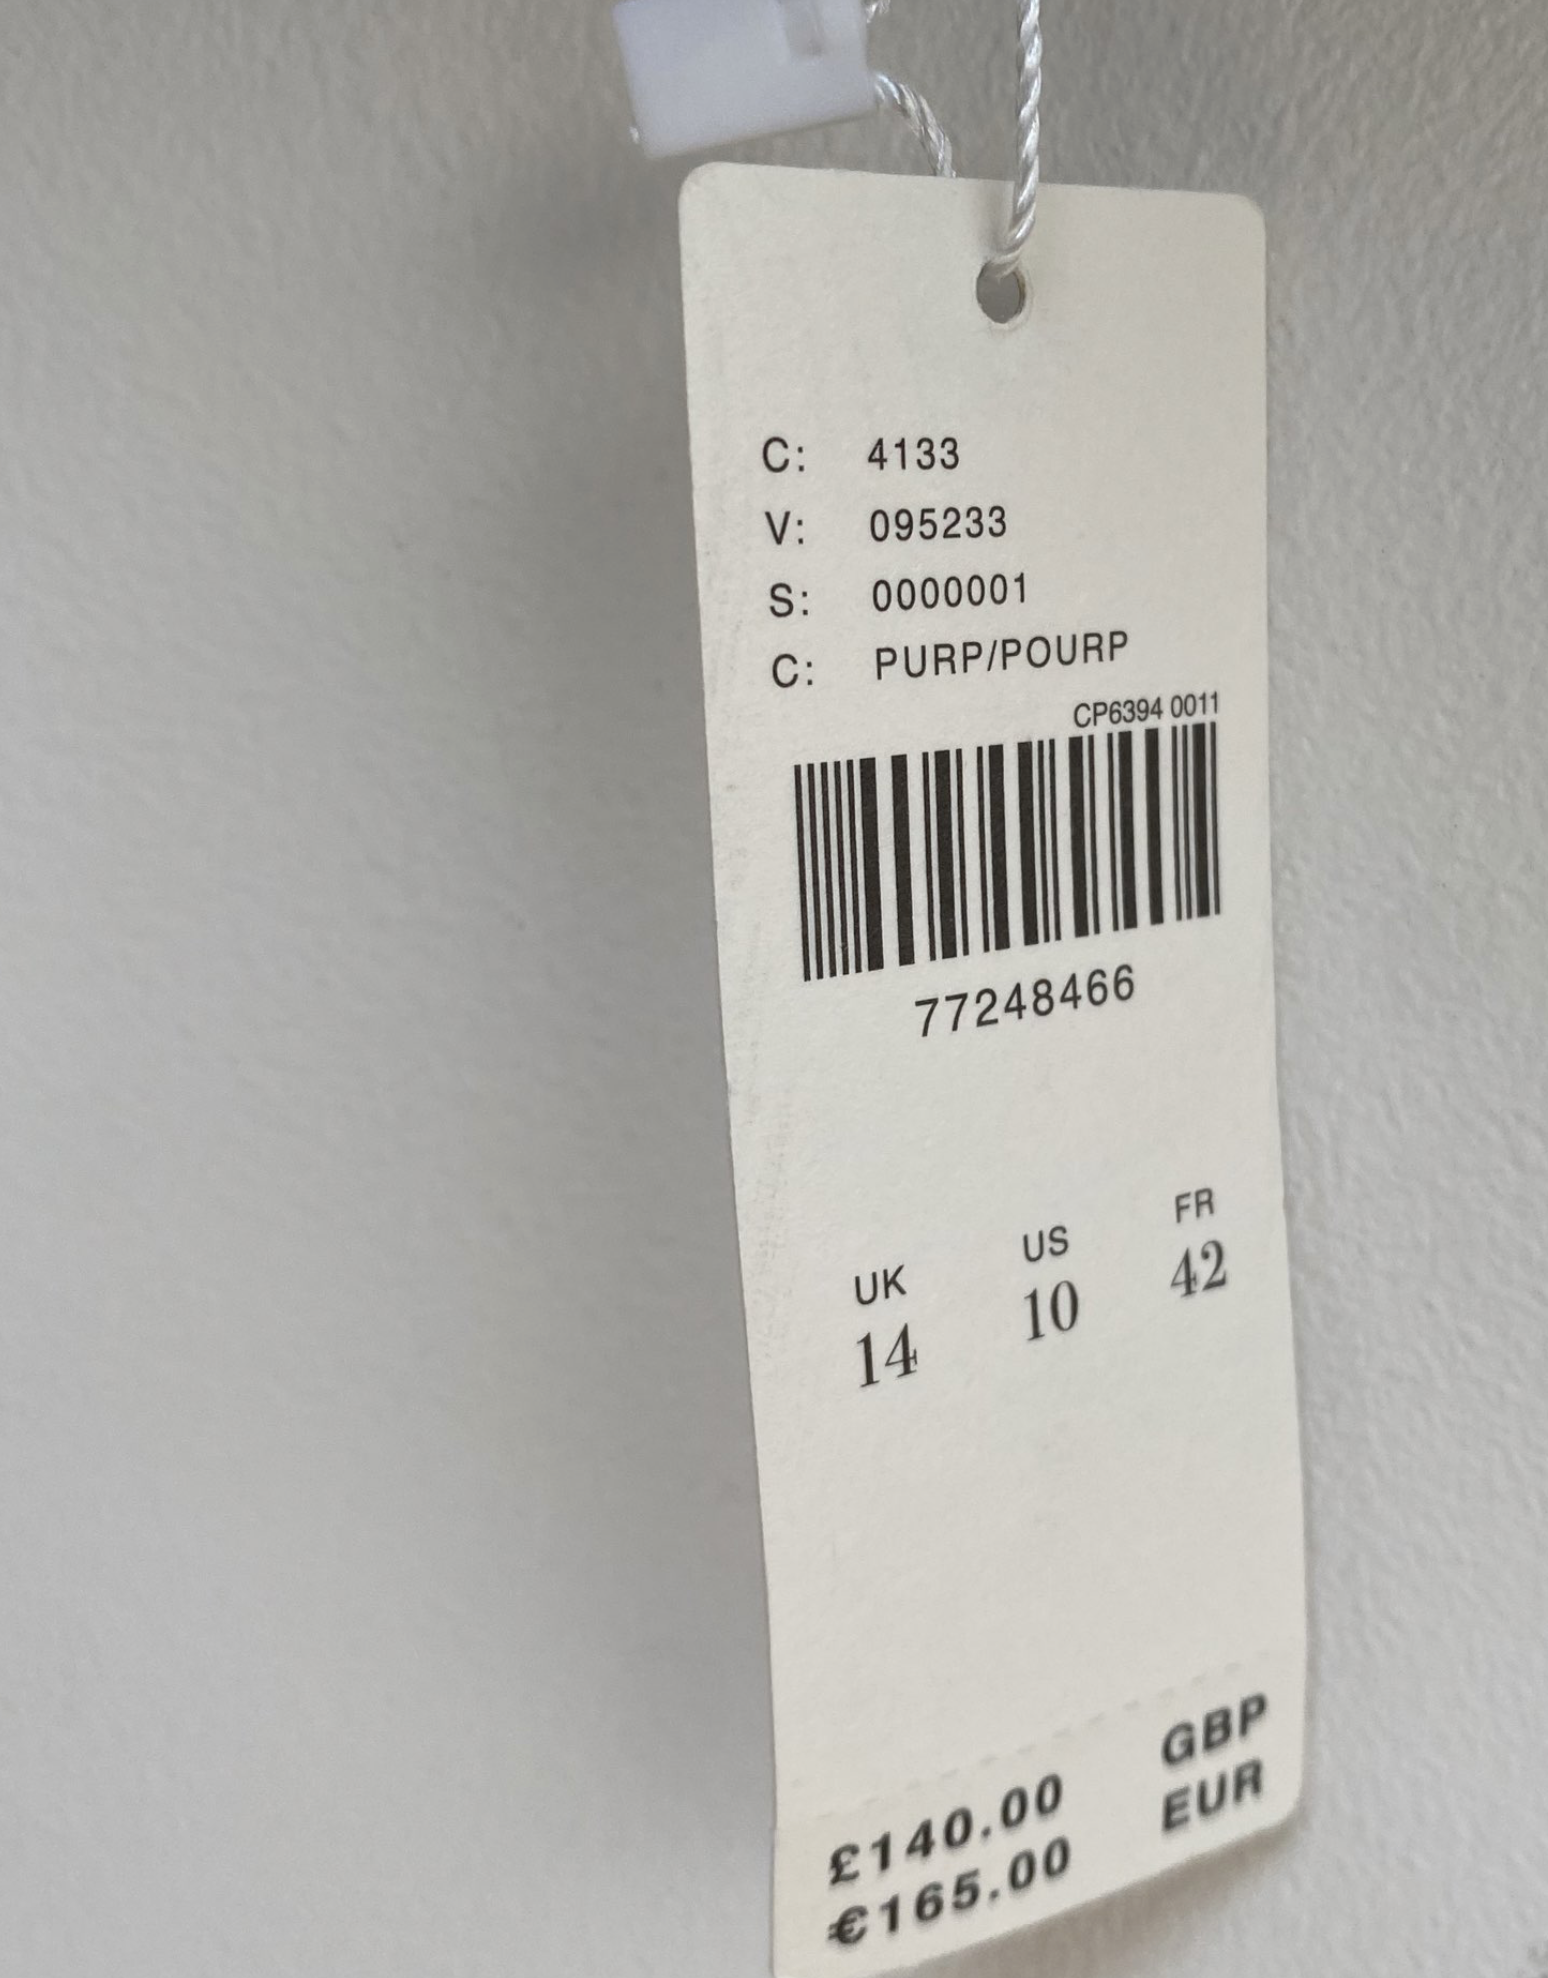 C: 4133
V: 095233
S: 0000001
C: PURP/POURP
CP6394 0011
77248466
UK US FR
14 10 42
£140.00 GBP
€165.00 EUR